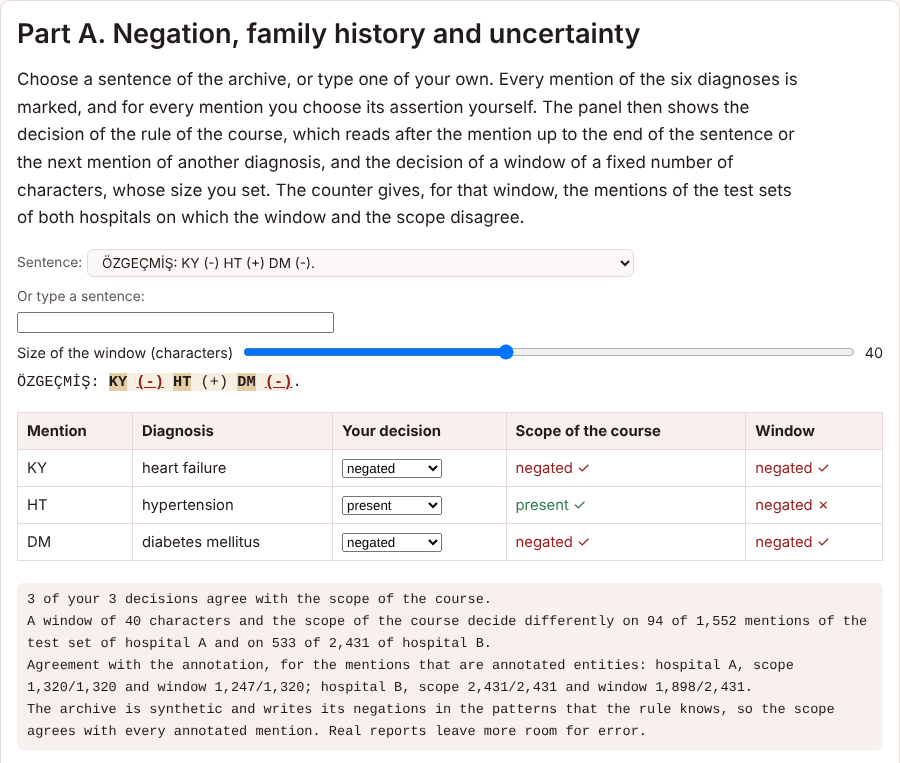 Part A. Negation, family history and uncertainty
Choose a sentence of the archive, or type one of your own. Every mention of the six diagnoses is
marked, and for every mention you choose its assertion yourself. The panel then shows the
decision of the rule of the course, which reads after the mention up to the end of the sentence or
the next mention of another diagnosis, and the decision of a window of a fixed number of
characters, whose size you set. The counter gives, for that window, the mentions of the test sets
of both hospitals on which the window and the scope disagree.
Sentence: ÖZGEÇMİŞ: KY (-) HT (+) DM (-).
Or type a sentence:
Size of the window (characters) 40
ÖZGEÇMİŞ: KY (-) HT (+) DM (-).
Mention Diagnosis Your decision Scope of the course Window
KY heart failure negated negated ✓ negated ✓
HT hypertension present present ✓ negated ×
DM diabetes mellitus negated negated ✓ negated ✓
3 of your 3 decisions agree with the scope of the course.
A window of 40 characters and the scope of the course decide differently on 94 of 1,552 mentions of the
test set of hospital A and on 533 of 2,431 of hospital B.
Agreement with the annotation, for the mentions that are annotated entities: hospital A, scope
1,320/1,320 and window 1,247/1,320; hospital B, scope 2,431/2,431 and window 1,898/2,431.
The archive is synthetic and writes its negations in the patterns that the rule knows, so the scope
agrees with every annotated mention. Real reports leave more room for error.